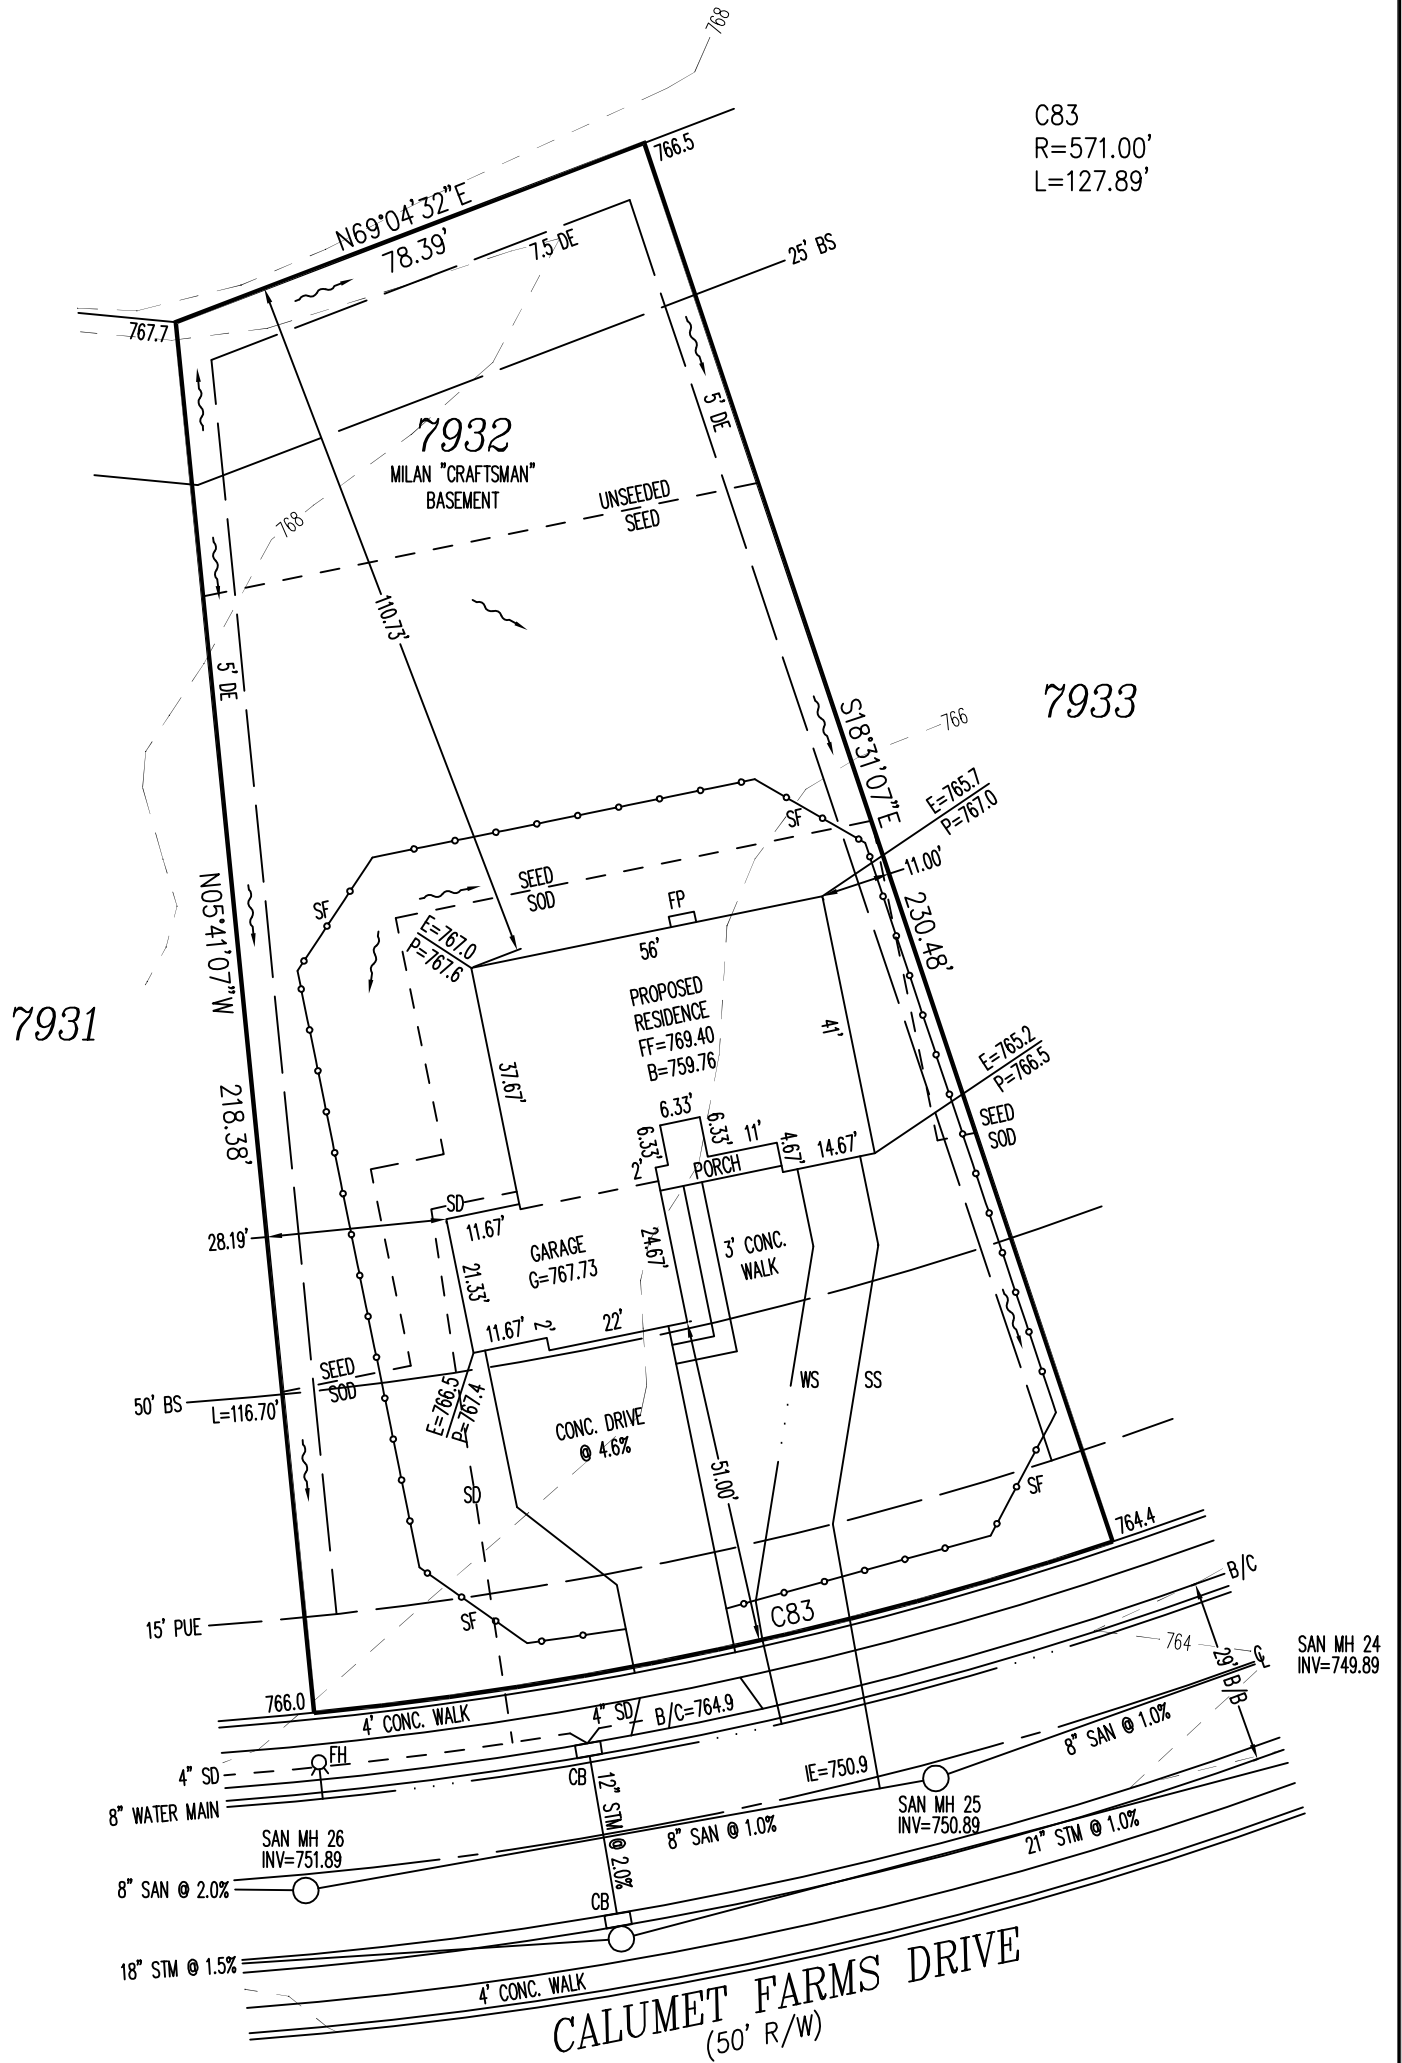 768
C83
R=571.00'
L=127.89'
766.5
N69°04'32"E
78.39'
7.5 DE
25' BS
767.7
5' DE
7932
MILAN "CRAFTSMAN"
BASEMENT
UNSEEDED
SEED
768
110.73'
5' DE
7933
S18°31'07"E
766
E=765.7
P=767.0
SF
11.00'
SEED
SOD
FP
N05°41'07"W
SF
230.48'
E=767.0
P=767.6
56'
7931
PROPOSED
RESIDENCE
FF=769.40
B=759.76
41'
37.67'
E=765.2
P=766.5
218.38'
6.33'
6.33'
6.33'
11'
4.67'
14.67'
SEED
SOD
2'
PORCH
SD
11.67'
28.19'
GARAGE
G=767.73
24.67'
3' CONC.
WALK
21.33'
11.67'
2'
22'
SEED
SOD
50' BS
L=116.70'
E=766.5
P=767.4
WS
SS
CONC. DRIVE
@ 4.6%
51.00'
SD
SF
764.4
15' PUE
SF
C83
B/C
764
29' B/B
℄
SAN MH 24
INV=749.89
766.0
4' CONC. WALK
4" SD
B/C=764.9
8" SAN @ 1.0%
4" SD
FH
CB
12" STM @ 2.0%
IE=750.9
8" WATER MAIN
SAN MH 25
INV=750.89
SAN MH 26
INV=751.89
8" SAN @ 1.0%
21" STM @ 1.0%
8" SAN @ 2.0%
CB
18" STM @ 1.5%
4' CONC. WALK
CALUMET FARMS DRIVE
(50' R/W)